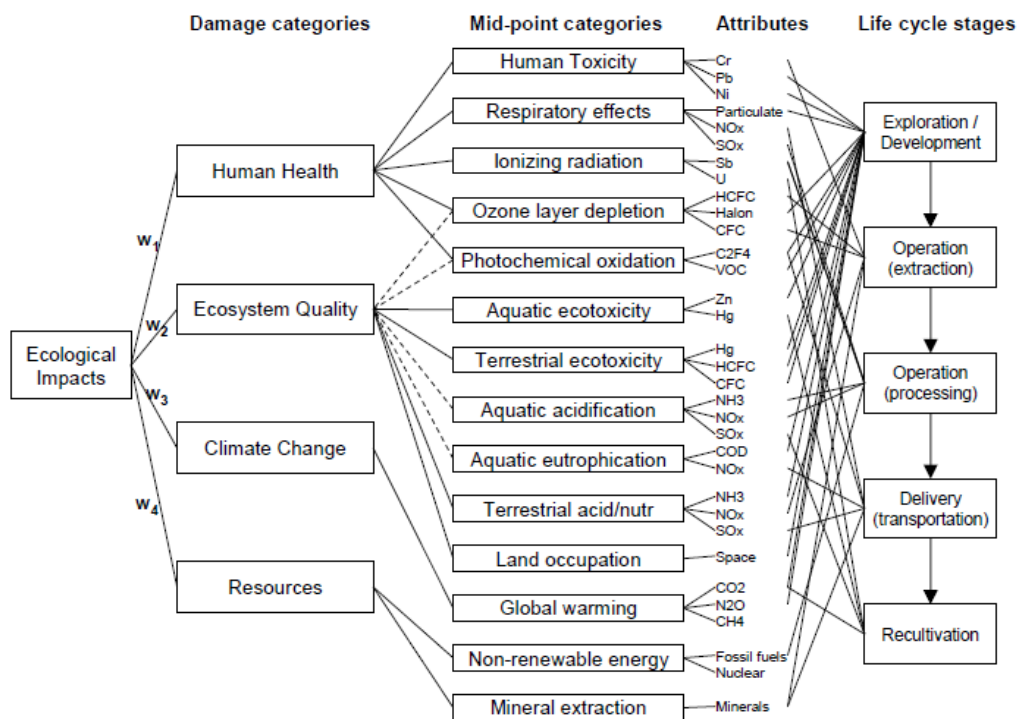 Damage categories
Mid-point categories
Attributes
Life cycle stages
Ecological
Impacts
w1
w2
w3
w4
Human Health
Ecosystem Quality
Climate Change
Resources
Human Toxicity
Respiratory effects
Ionizing radiation
Ozone layer depletion
Photochemical oxidation
Aquatic ecotoxicity
Terrestrial ecotoxicity
Aquatic acidification
Aquatic eutrophication
Terrestrial acid/nutr
Land occupation
Global warming
Non-renewable energy
Mineral extraction
Cr
Pb
Ni
Particulate
NOx
SOx
Sb
U
HCFC
Halon
CFC
C2F4
VOC
Zn
Hg
Hg
HCFC
CFC
NH3
NOx
SOx
COD
NOx
NH3
NOx
SOx
Space
CO2
N2O
CH4
Fossil fuels
Nuclear
Minerals
Exploration /
Development
Operation
(extraction)
Operation
(processing)
Delivery
(transportation)
Recultivation